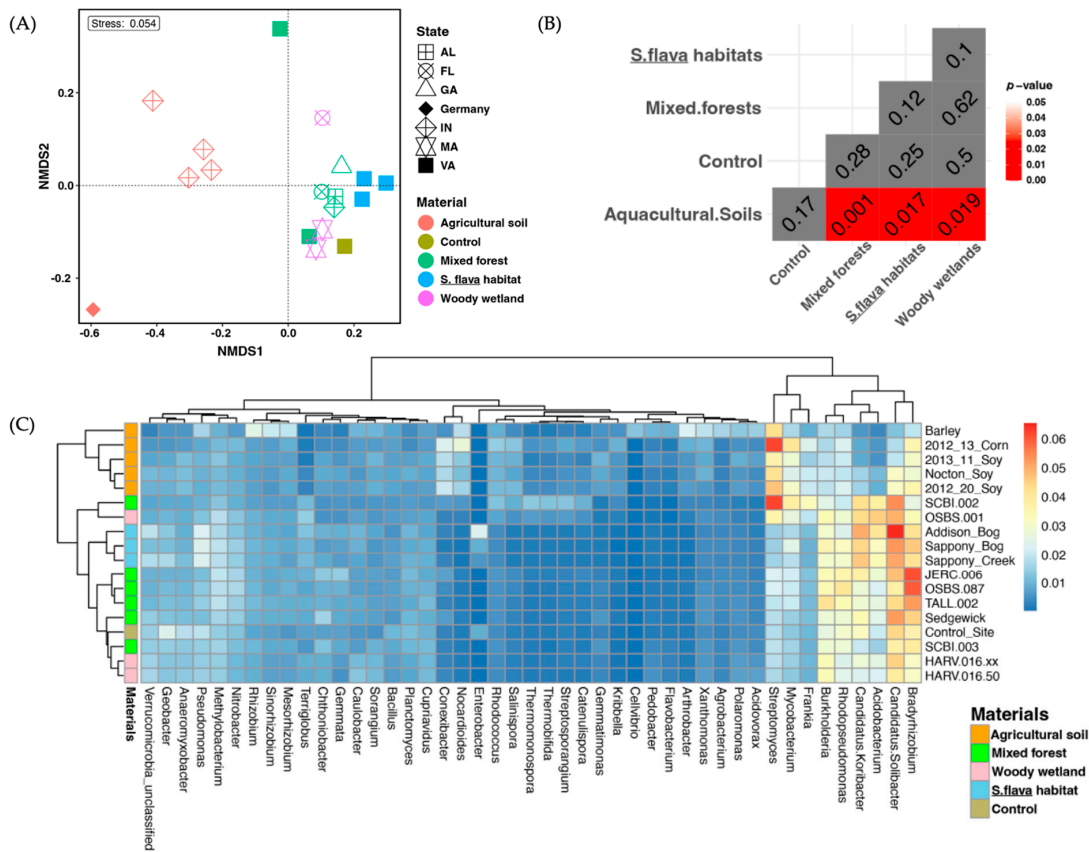 (A)
Stress: 0.054
0.2
0.0
-0.2
NMDS2
-0.6
-0.4
-0.2
0.0
0.2
NMDS1
State
AL
FL
GA
Germany
IN
MA
VA
Material
Agricultural soil
Control
Mixed forest
S. flava habitat
Woody wetland
(B)
S.flava habitats
0.1
Mixed.forests
0.12
0.62
Control
0.28
0.25
0.5
Aquacultural.Soils
0.17
0.001
0.017
0.019
Control
Mixed forests
S.flava habitats
Woody wetlands
p-value
0.05
0.04
0.03
0.02
0.01
0.00
(C)
Barley
2012_13_Corn
2013_11_Soy
Nocton_Soy
2012_20_Soy
SCBI.002
OSBS.001
Addison_Bog
Sappony_Bog
Sappony_Creek
JERC.006
OSBS.087
TALL.002
Sedgewick
Control_Site
SCBI.003
HARV.016.xx
HARV.016.50
0.06
0.05
0.04
0.03
0.02
0.01
Materials
Verrucomicrobia_unclassified
Geobacter
Anaeromyxobacter
Pseudomonas
Methylobacterium
Nitrobacter
Rhizobium
Sinorhizobium
Mesorhizobium
Terriglobus
Chthoniobacter
Gemmata
Caulobacter
Sorangium
Bacillus
Planctomyces
Cupriavidus
Conexibacter
Nocardioides
Enterobacter
Rhodococcus
Salinispora
Thermomonospora
Thermobifida
Streptosporangium
Catenulispora
Gemmatimonas
Kribbella
Cellvibrio
Pedobacter
Flavobacterium
Arthrobacter
Xanthomonas
Agrobacterium
Polaromonas
Acidovorax
Streptomyces
Mycobacterium
Frankia
Burkholderia
Rhodopseudomonas
Candidatus.Koribacter
Acidobacterium
Candidatus.Solibacter
Bradyrhizobium
Materials
Agricultural soil
Mixed forest
Woody wetland
S.flava habitat
Control